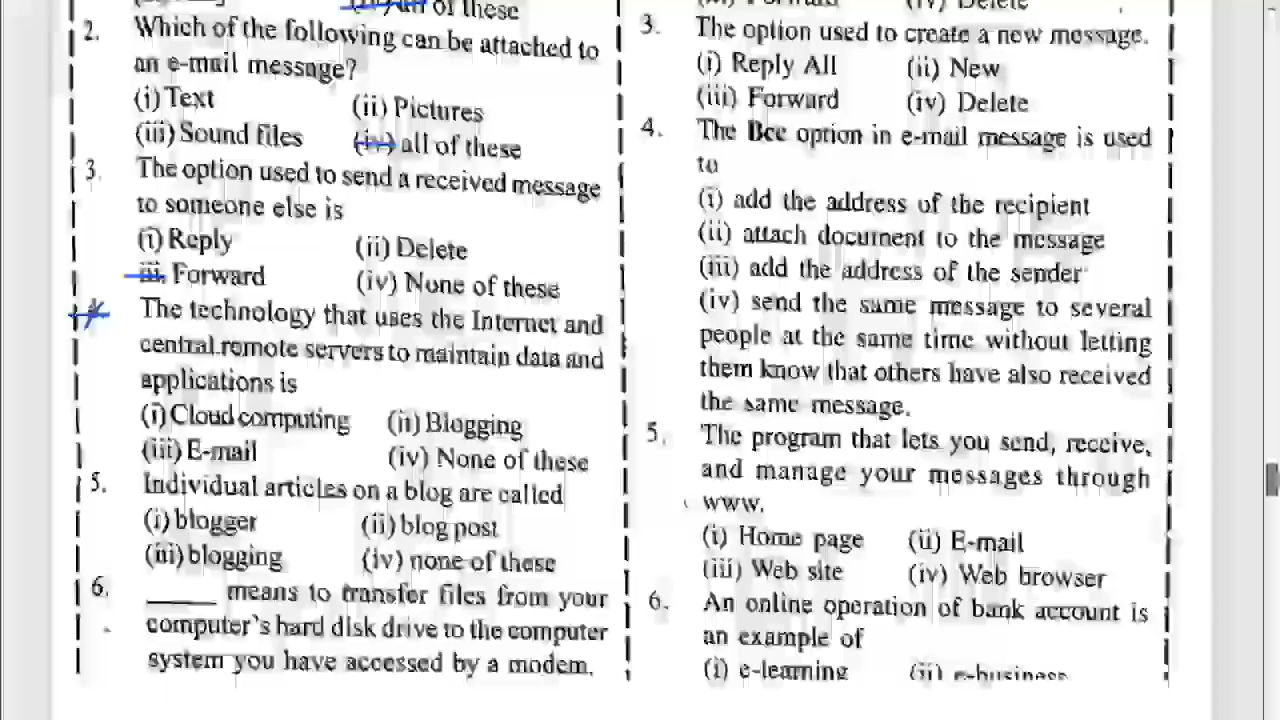 of these
2. Which of the following can be attached to
an e-mail message?
(i) Text (ii) Pictures
(iii) Sound files (iv) all of these
3. The option used to send a received message
to someone else is
(i) Reply (ii) Delete
iii. Forward (iv) None of these
The technology that uses the Internet and
central remote servers to maintain data and
applications is
(i) Cloud computing (ii) Blogging
(iii) E-mail (iv) None of these
5. Individual articles on a blog are called
(i) blogger (ii) blog post
(iii) blogging (iv) none of these
6. _____ means to transfer files from your
computer's hard disk drive to the computer
system you have accessed by a modem.
(iii) Forward (iv) Delete
3. The option used to create a new message.
(i) Reply All (ii) New
(iii) Forward (iv) Delete
4. The Bcc option in e-mail message is used
to
(i) add the address of the recipient
(ii) attach document to the message
(iii) add the address of the sender
(iv) send the same message to several
people at the same time without letting
them know that others have also received
the same message.
5. The program that lets you send, receive,
and manage your messages through
www.
(i) Home page (ii) E-mail
(iii) Web site (iv) Web browser
6. An online operation of bank account is
an example of
(i) e-learning (ii) e-business